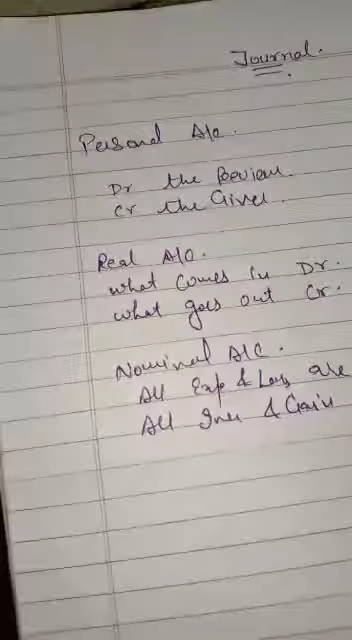 Journal.
Personal A/c.
Dr the Reciever.
Cr the Giver.
Real A/C.
what comes in Dr.
what goes out Cr.
Nominal A/C.
All Exp & Loss are
All Inc & Gain